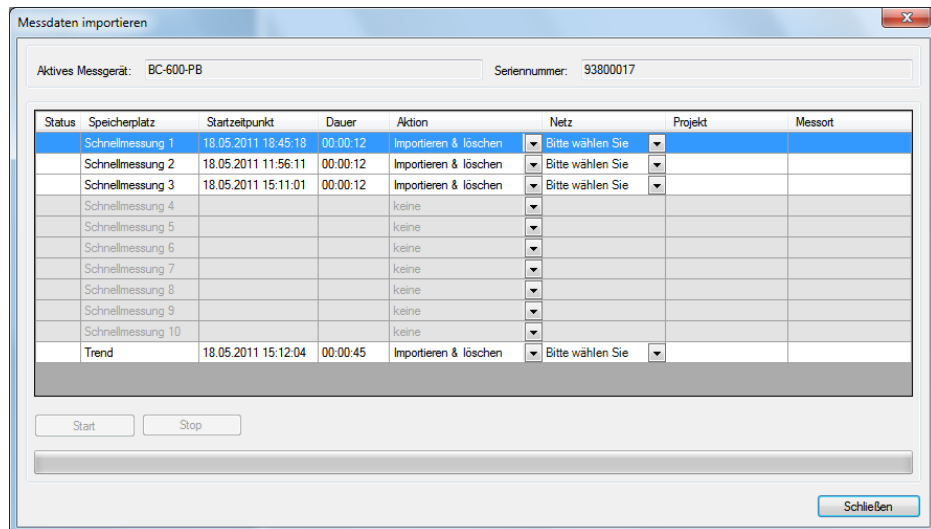 Messdaten importieren
Aktives Messgerät: BC-600-PB Seriennummer: 93800017
Status Speicherplatz Startzeitpunkt Dauer Aktion Netz Projekt Messort
Schnellmessung 1 18.05.2011 18:45:18 00:00:12 Importieren & löschen Bitte wählen Sie
Schnellmessung 2 18.05.2011 11:56:11 00:00:12 Importieren & löschen Bitte wählen Sie
Schnellmessung 3 18.05.2011 15:11:01 00:00:12 Importieren & löschen Bitte wählen Sie
Schnellmessung 4 keine
Schnellmessung 5 keine
Schnellmessung 6 keine
Schnellmessung 7 keine
Schnellmessung 8 keine
Schnellmessung 9 keine
Schnellmessung 10 keine
Trend 18.05.2011 15:12:04 00:00:45 Importieren & löschen Bitte wählen Sie
Start Stop
Schließen